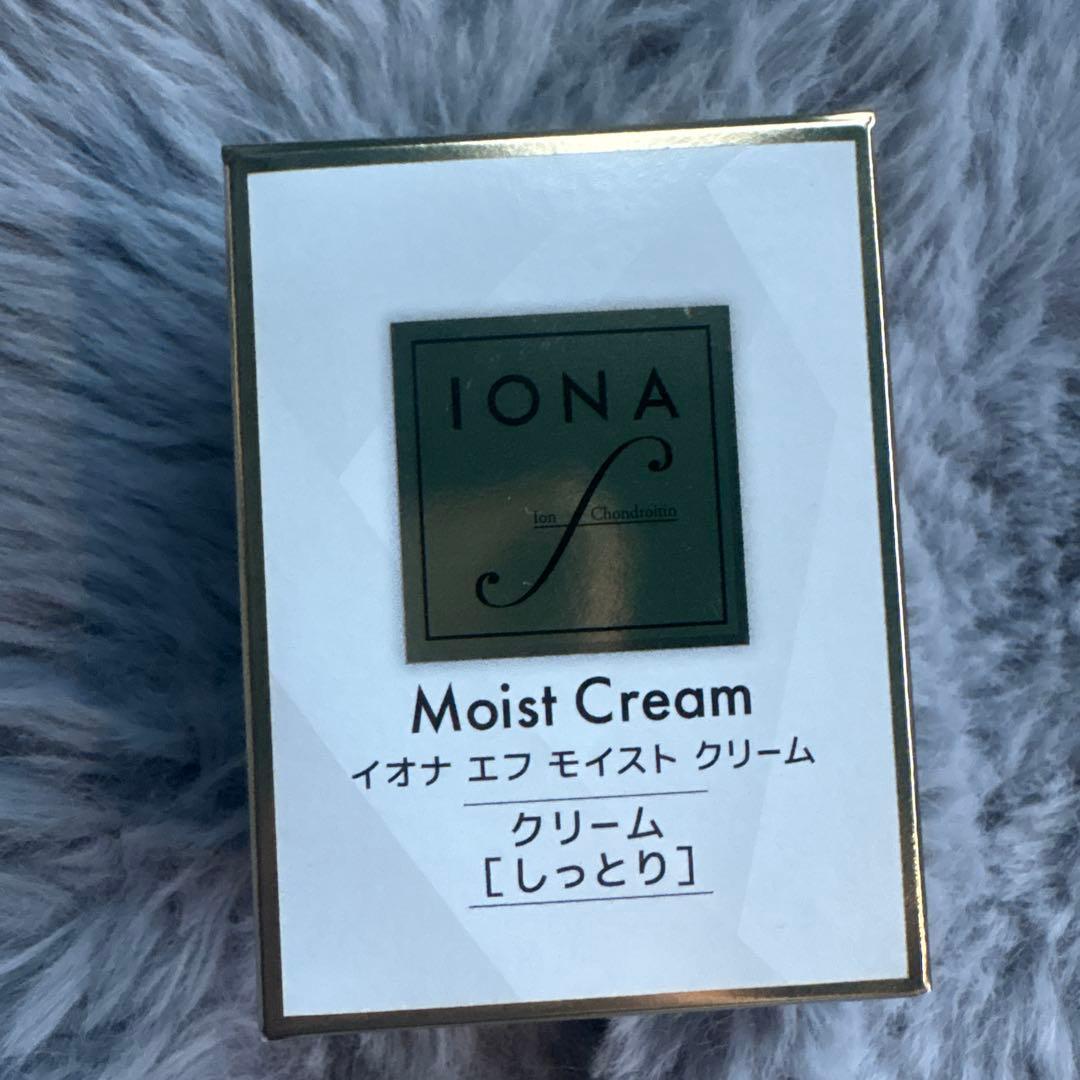 IONA
f
Ion Chondroitin
Moist Cream
イオナ エフ モイスト クリーム
クリーム
[しっとり]